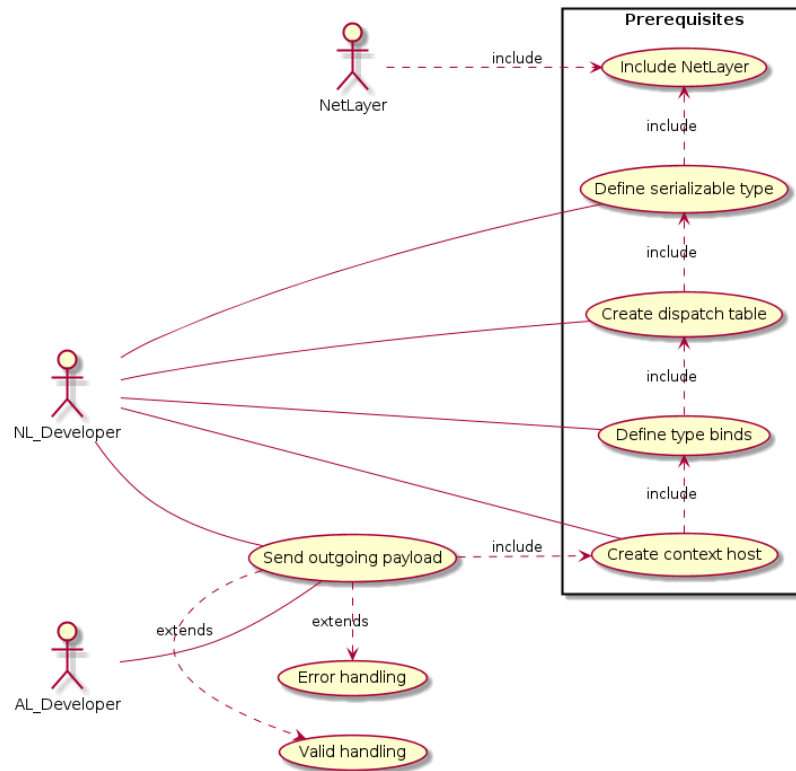 Prerequisites
Include NetLayer
include
NetLayer
include
Define serializable type
include
Create dispatch table
include
NL_Developer
Define type binds
include
Send outgoing payload
include
Create context host
extends
extends
AL_Developer
Error handling
Valid handling